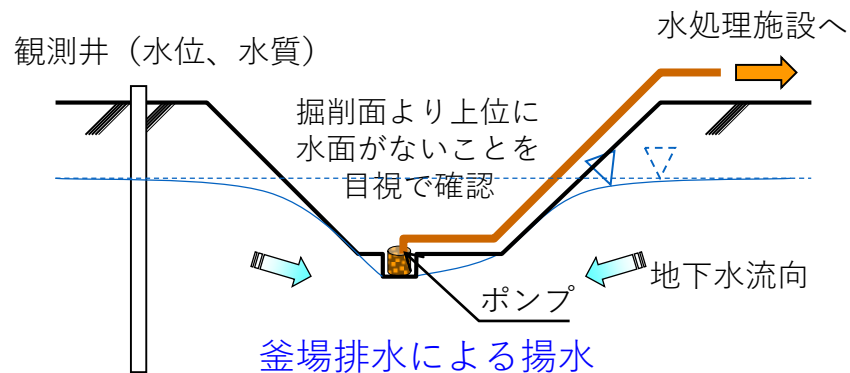 水処理施設へ
観測井（水位、水質）
掘削面より上位に
水面がないことを
目視で確認
地下水流向
ポンプ
釜場排水による揚水